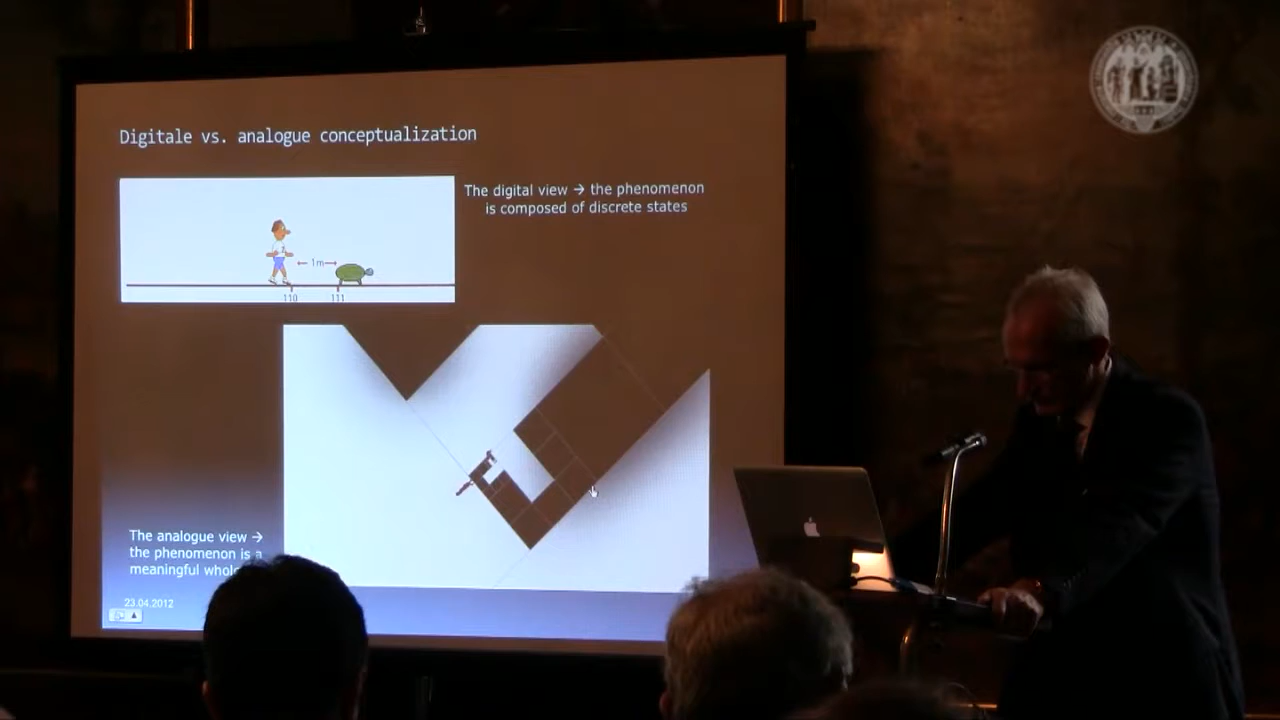 Digitale vs. analogue conceptualization
The digital view → the phenomenon
is composed of discrete states
1m
110
111
The analogue view →
the phenomenon is a
meaningful whole
23.04.2012